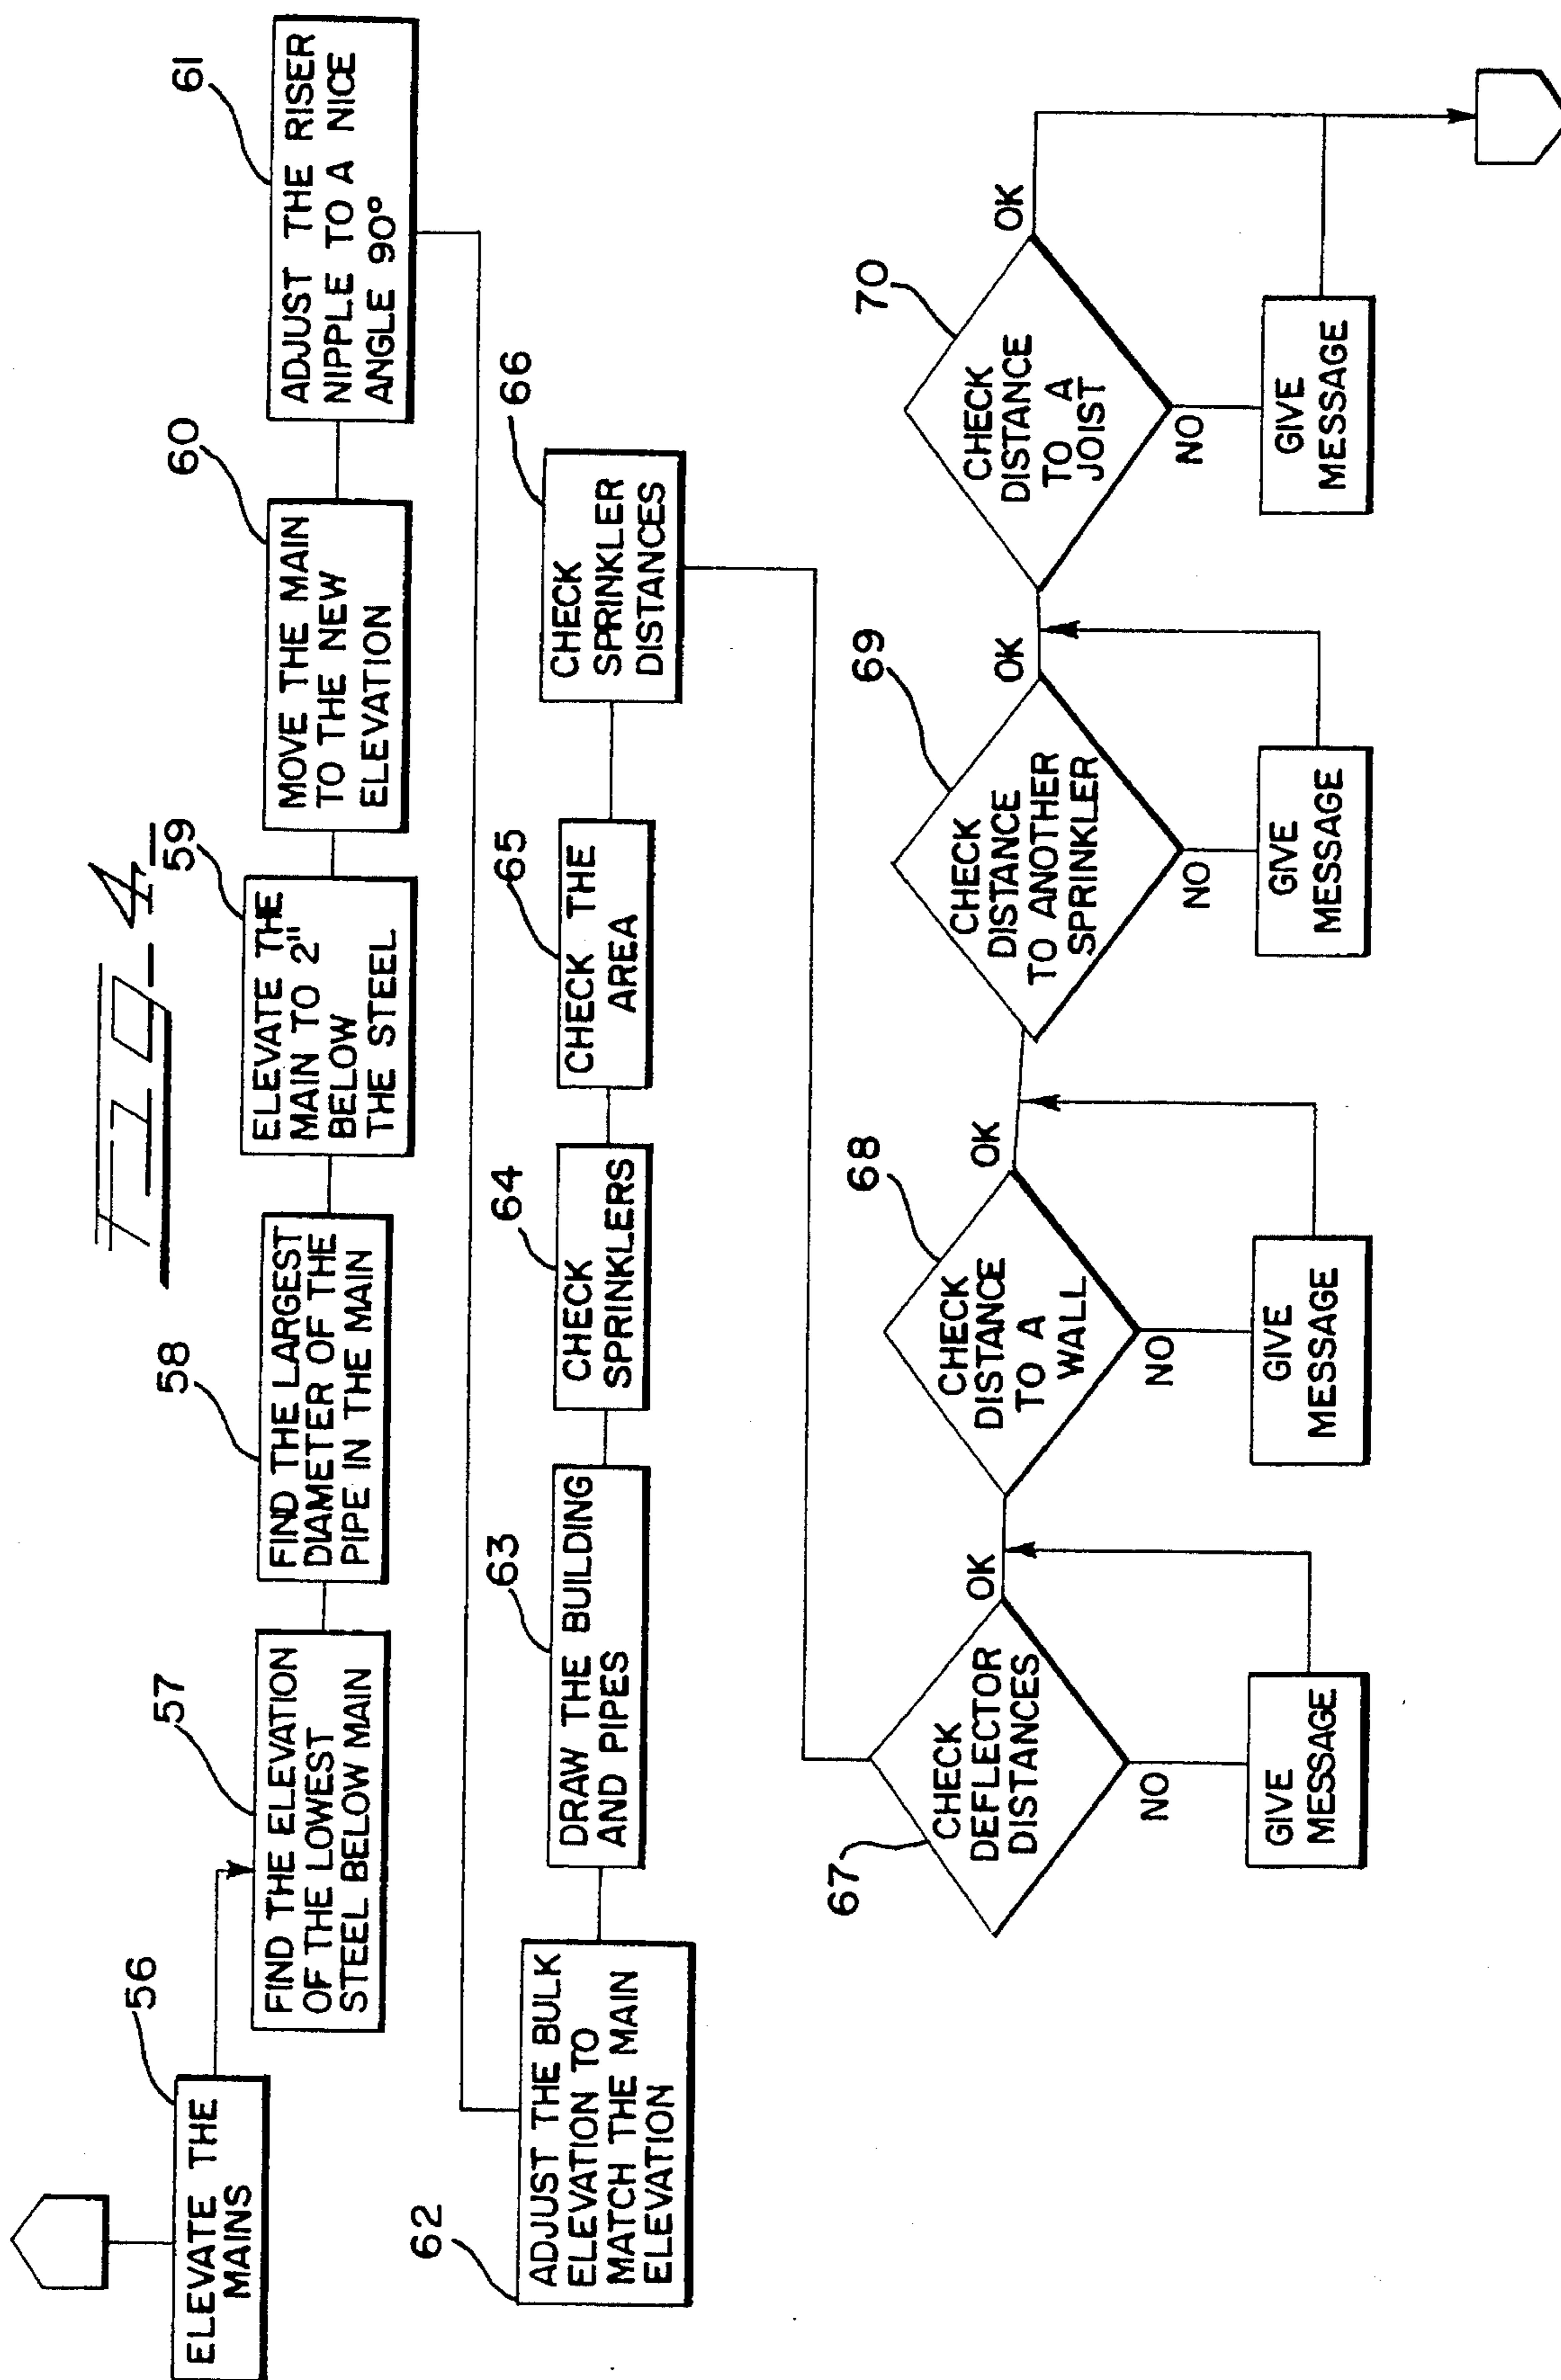 FIG-4
56
ELEVATE THE
MAINS
57
FIND THE ELEVATION
OF THE LOWEST
STEEL BELOW MAIN
58
FIND THE LARGEST
DIAMETER OF THE
PIPE IN THE MAIN
59
ELEVATE THE
MAIN TO 2"
BELOW
THE STEEL
60
MOVE THE MAIN
TO THE NEW
ELEVATION
61
ADJUST THE RISER
NIPPLE TO A NICE
ANGLE 90°
62
ADJUST THE BULK
ELEVATION TO
MATCH THE MAIN
ELEVATION
63
DRAW THE BUILDING
AND PIPES
64
CHECK
SPRINKLERS
65
CHECK THE
AREA
66
CHECK
SPRINKLER
DISTANCES
67
CHECK
DEFLECTOR
DISTANCES
OK
NO
GIVE
MESSAGE
68
CHECK
DISTANCE
TO A
WALL
OK
NO
GIVE
MESSAGE
69
CHECK
DISTANCE
TO ANOTHER
SPRINKLER
OK
NO
GIVE
MESSAGE
70
CHECK
DISTANCE
TO A
JOIST
OK
NO
GIVE
MESSAGE